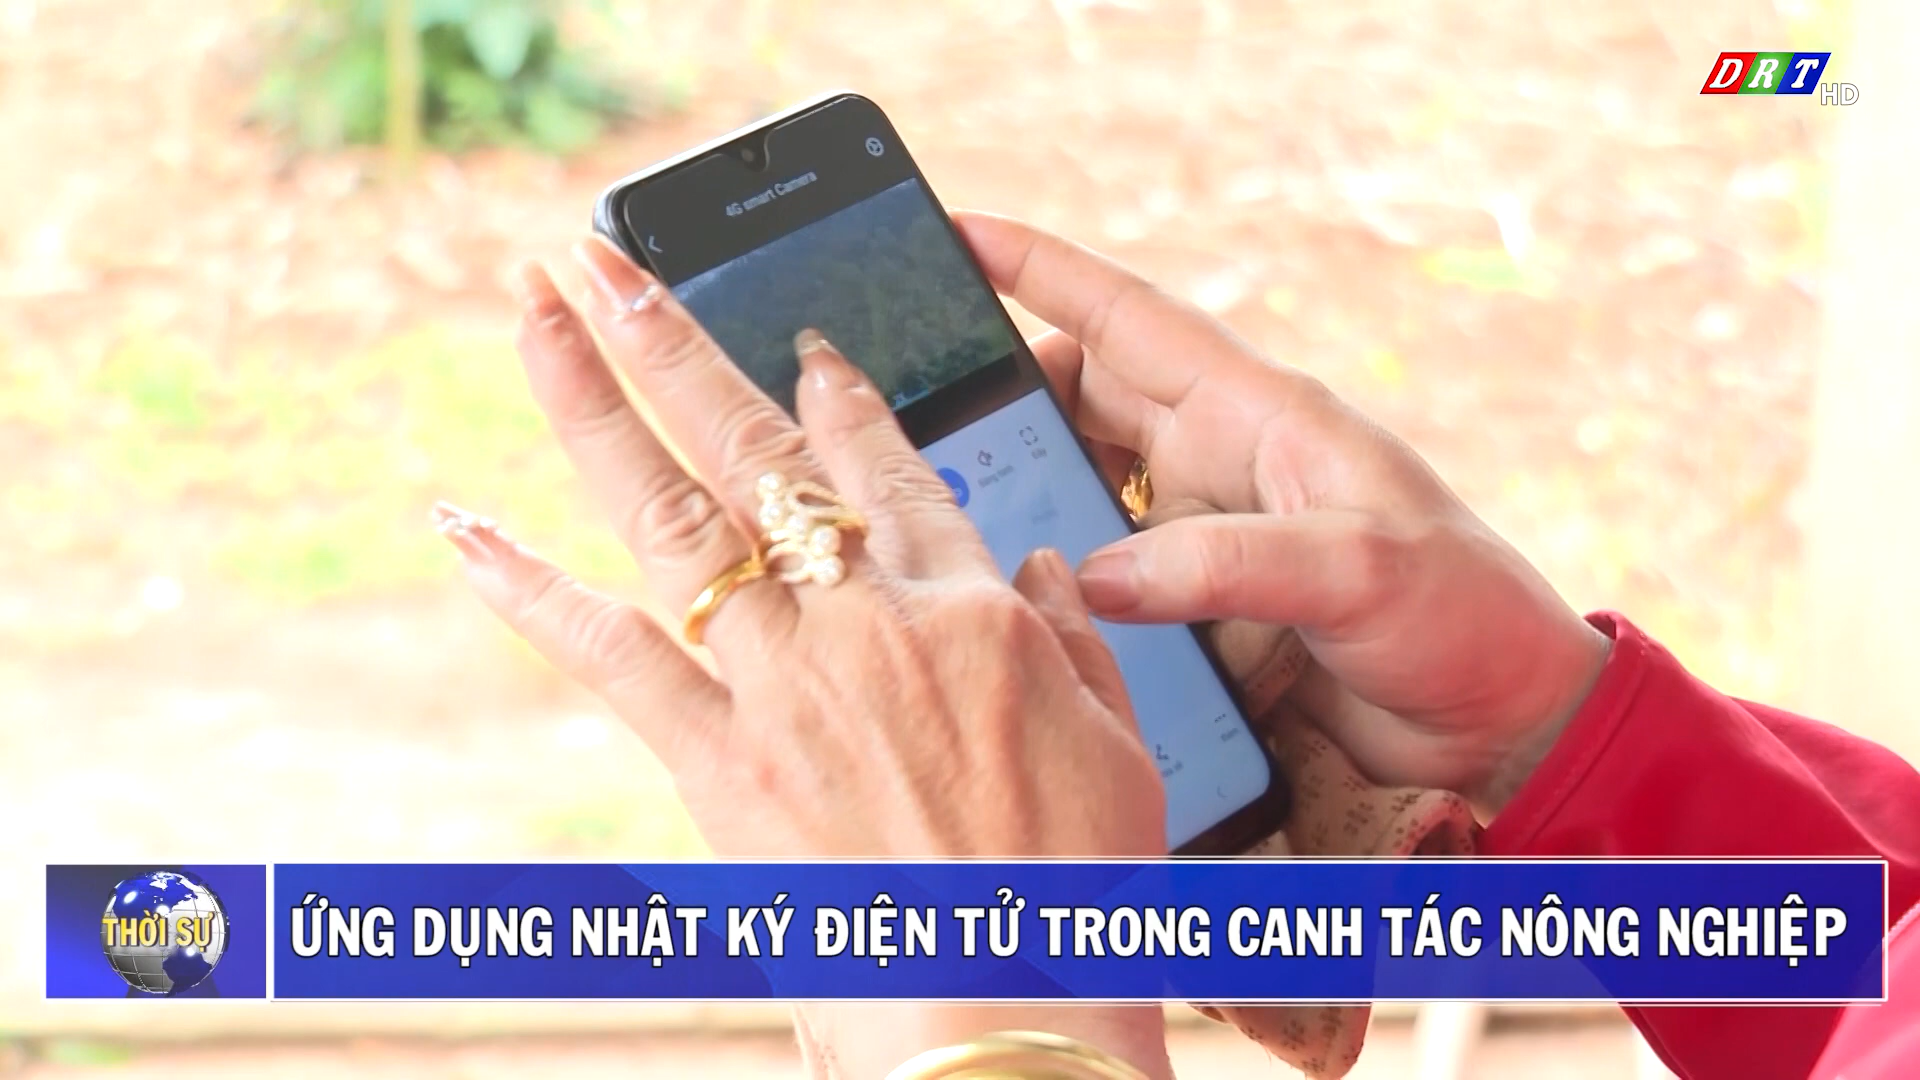 DRT HD
4G smart Camera
THỜI SỰ
ỨNG DỤNG NHẬT KÝ ĐIỆN TỬ TRONG CANH TÁC NÔNG NGHIỆP